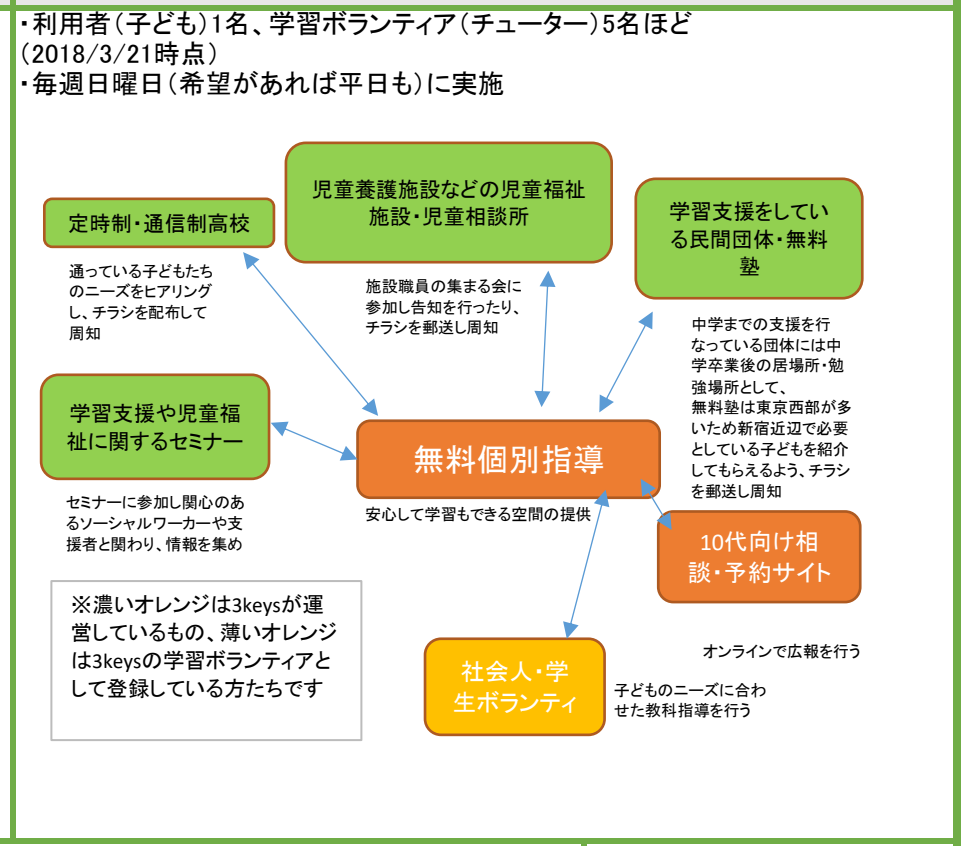 ・利用者（子ども）1名、学習ボランティア（チューター）5名ほど
（2018/3/21時点）
・毎週日曜日（希望があれば平日も）に実施
児童養護施設などの児童福祉
施設・児童相談所
定時制・通信制高校
学習支援をしてい
る民間団体・無料
塾
通っている子どもたち
のニーズをヒアリング
し、チラシを配布して
周知
施設職員の集まる会に
参加し告知を行ったり、
チラシを郵送し周知
中学までの支援を行
なっている団体には中
学卒業後の居場所・勉
強場所として、
無料塾は東京西部が多
いため新宿近辺で必要
としている子どもを紹介
してもらえるよう、チラシ
を郵送し周知
学習支援や児童福
祉に関するセミナー
無料個別指導
セミナーに参加し関心のあ
るソーシャルワーカーや支
援者と関わり、情報を集め
安心して学習もできる空間の提供
10代向け相
談・予約サイト
※濃いオレンジは3keysが運
営しているもの、薄いオレンジ
は3keysの学習ボランティアと
して登録している方たちです
オンラインで広報を行う
社会人・学
生ボランティ
子どものニーズに合わ
せた教科指導を行う